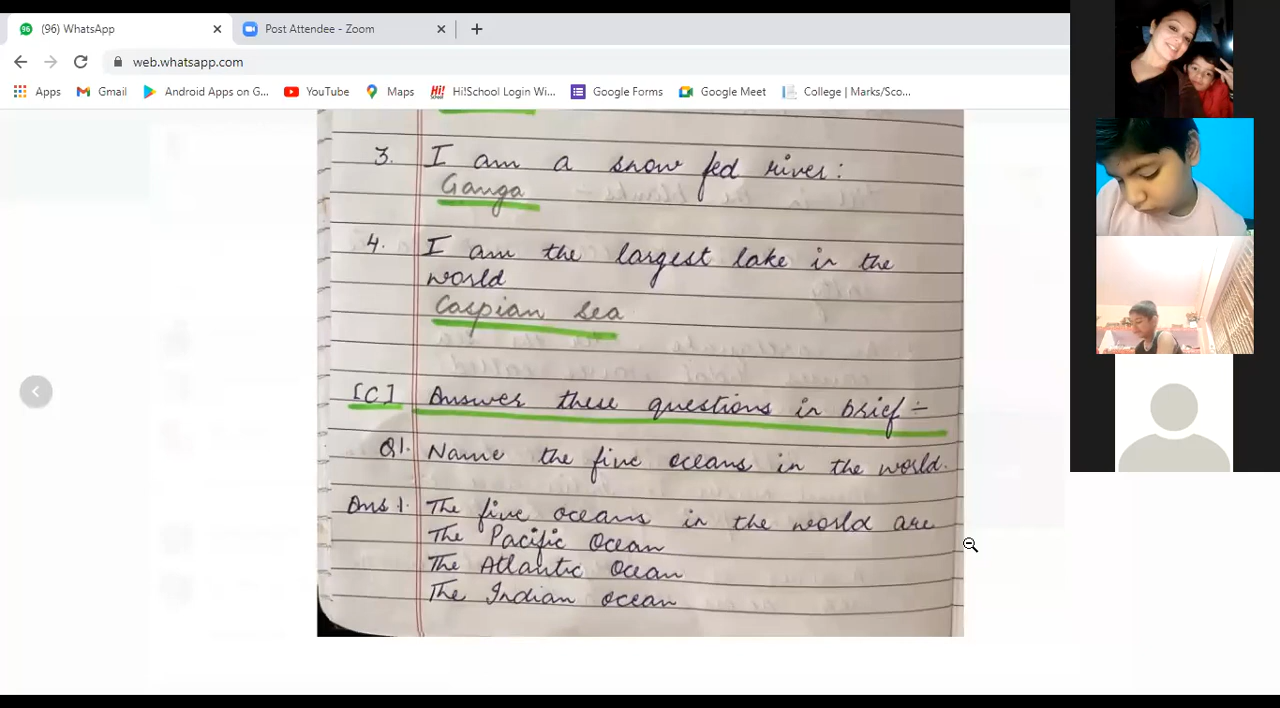 (96) WhatsApp
Post Attendee - Zoom
web.whatsapp.com
Apps
Gmail
Android Apps on G...
YouTube
Maps
Hi!School Login Wi...
Google Forms
Google Meet
College | Marks/Sco...
3. I am a snow fed river:
Ganga
4. I am the largest lake in the
world
Caspian sea
[C] Answer these questions in brief-
Q1. Name the five oceans in the world.
Ans 1. The five oceans in the world are
The Pacific Ocean
The Atlantic Ocean
The Indian ocean